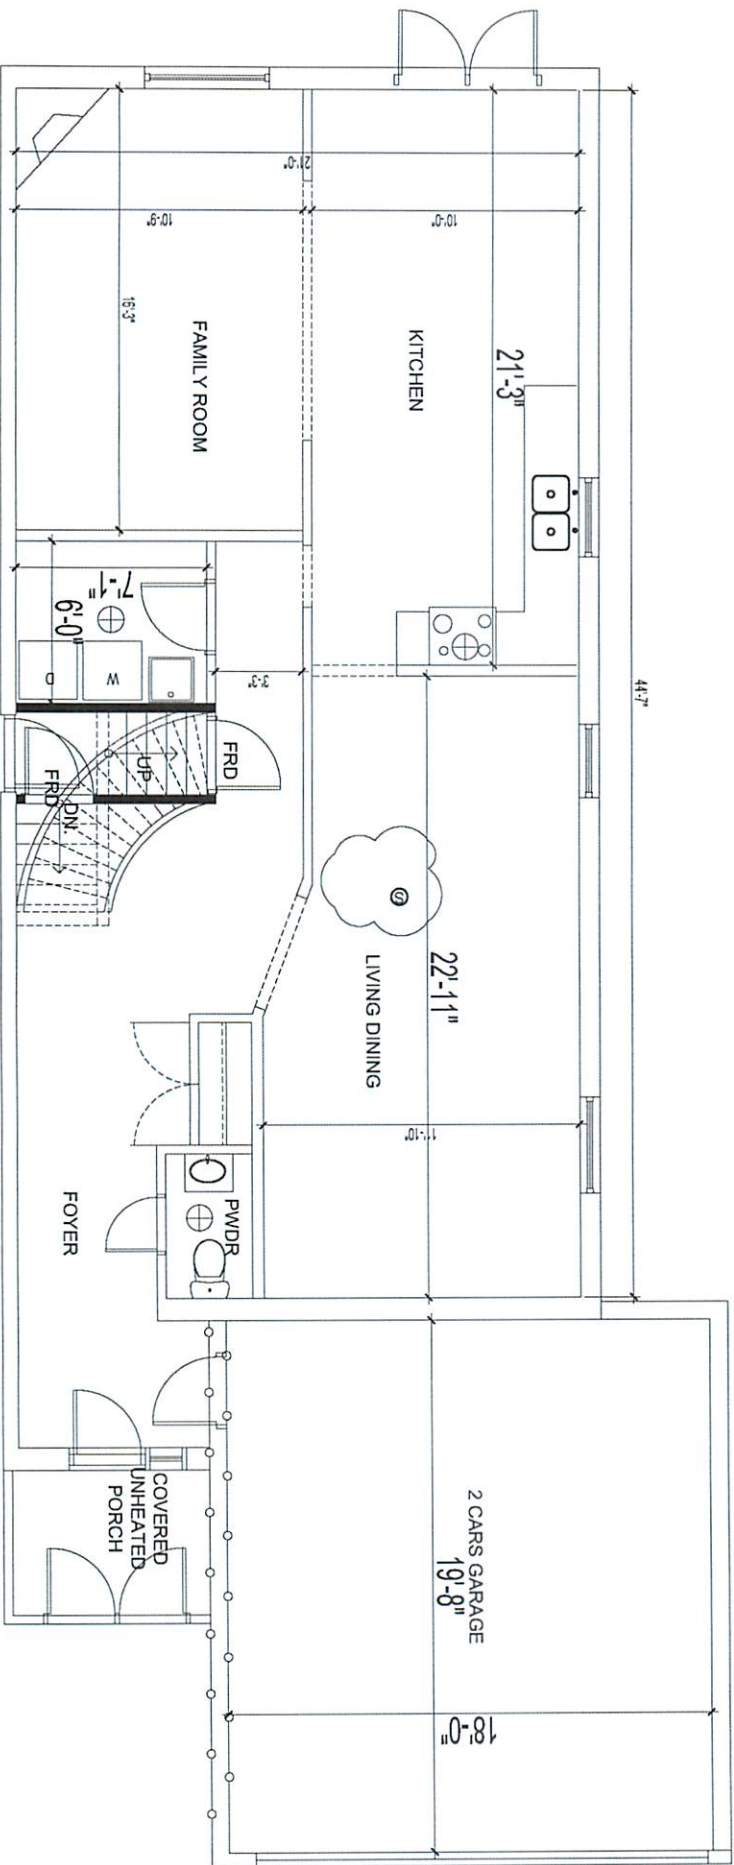 21'-0"
10'-9"
10'-0"
16'-3"
FAMILY ROOM
KITCHEN
21'-3"
44'-7"
7'-1"
6'-0"
D
W
3'-3"
UP
FRD
FRD
DN
S
22'-11"
LIVING DINING
11'-10"
FOYER
PWDR
COVERED
UNHEATED
PORCH
2 CARS GARAGE
19'-8"
18'-0"